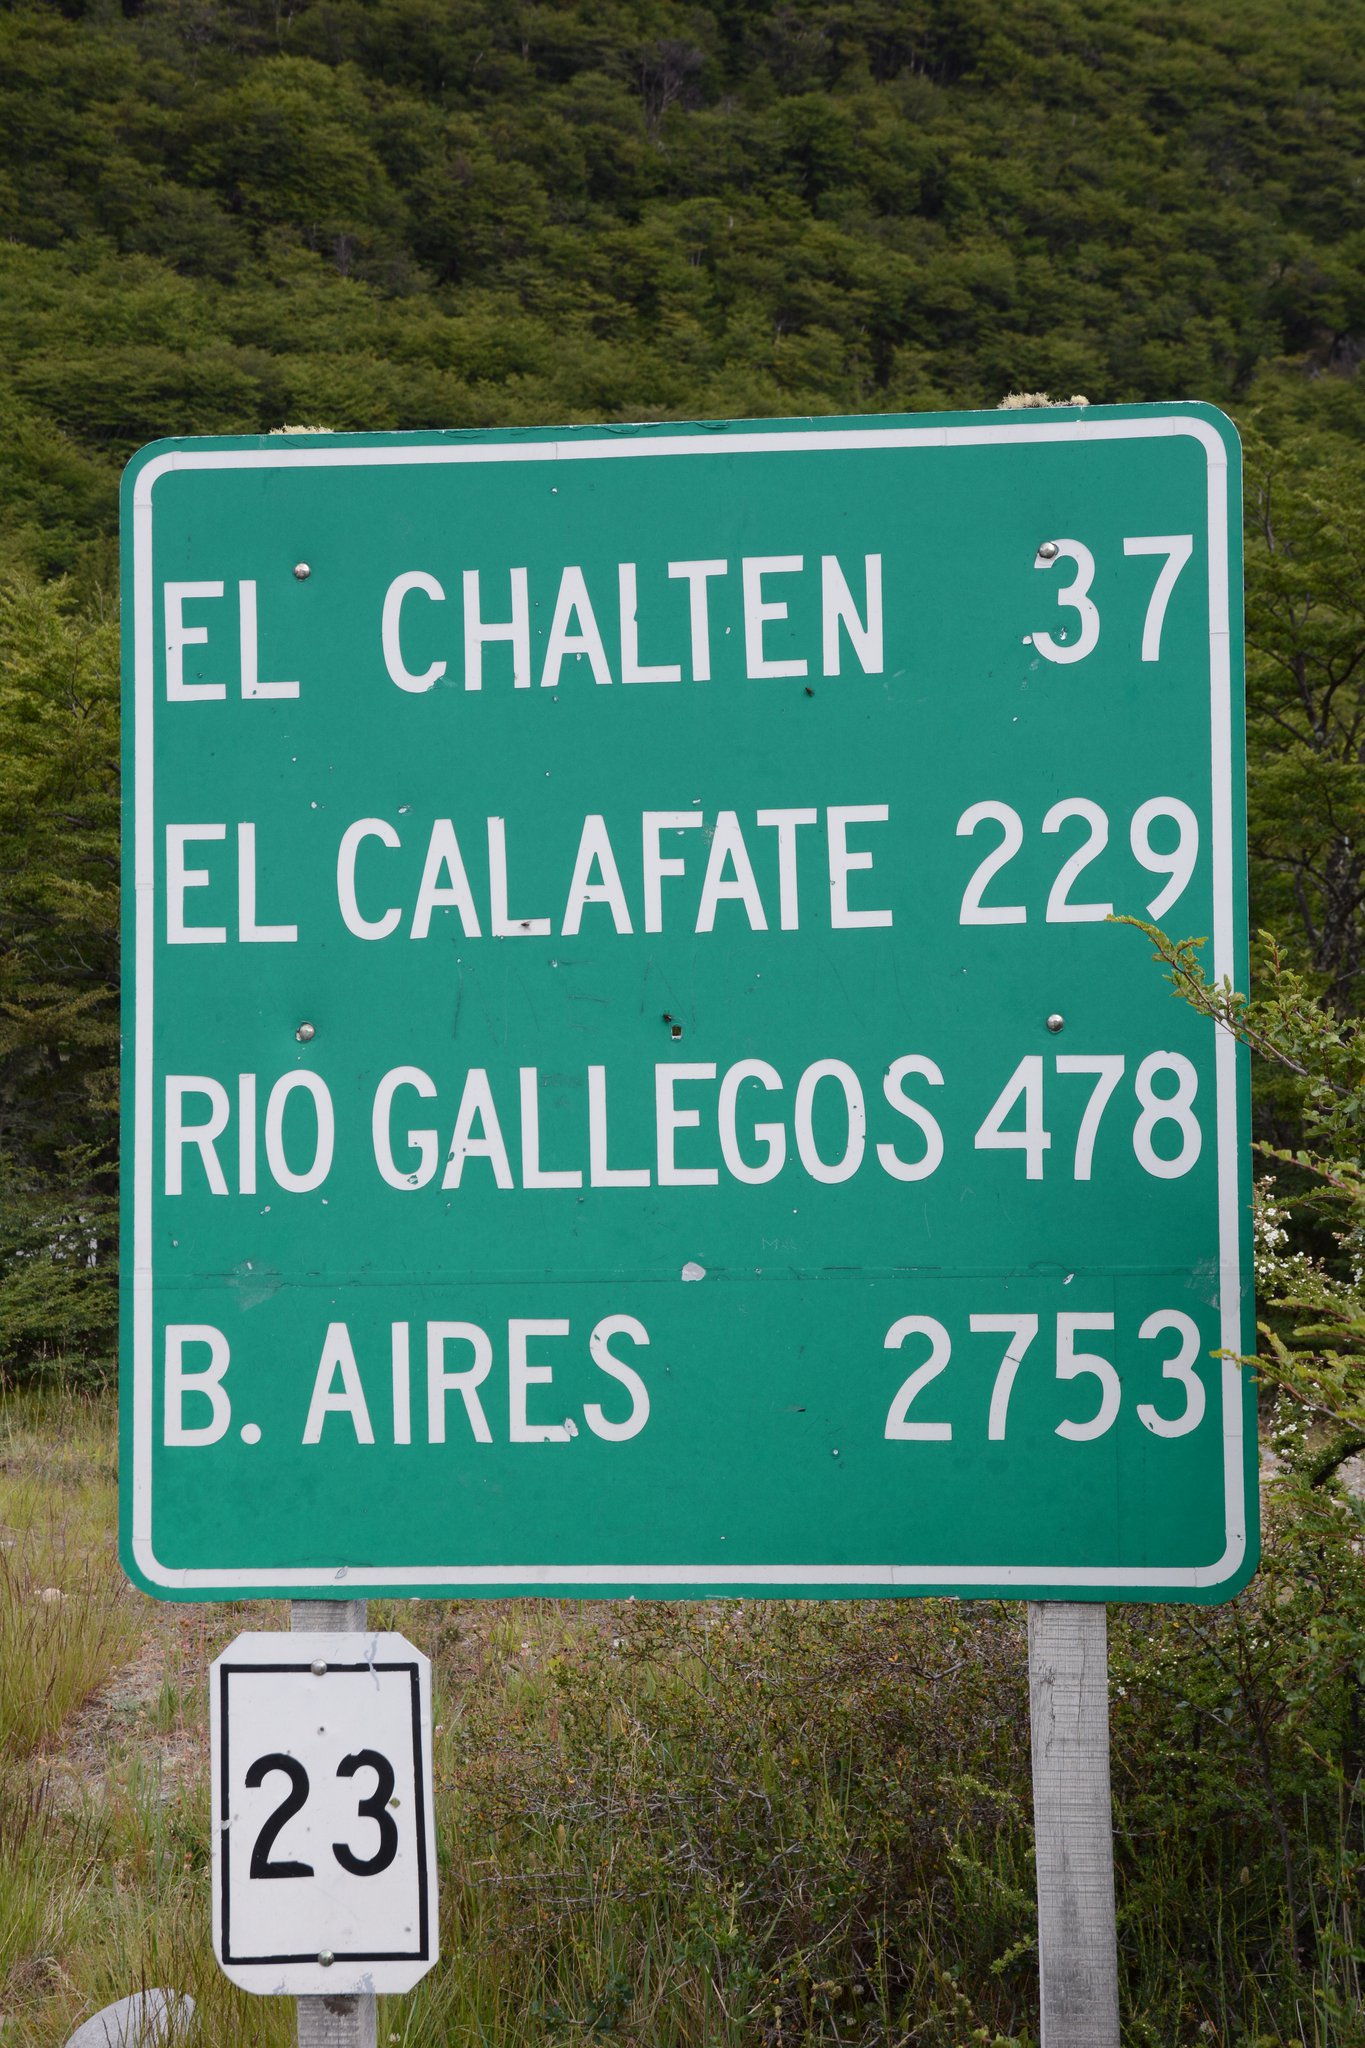 EL CHALTEN 37
EL CALAFATE 229
RIO GALLEGOS 478
B. AIRES 2753
23